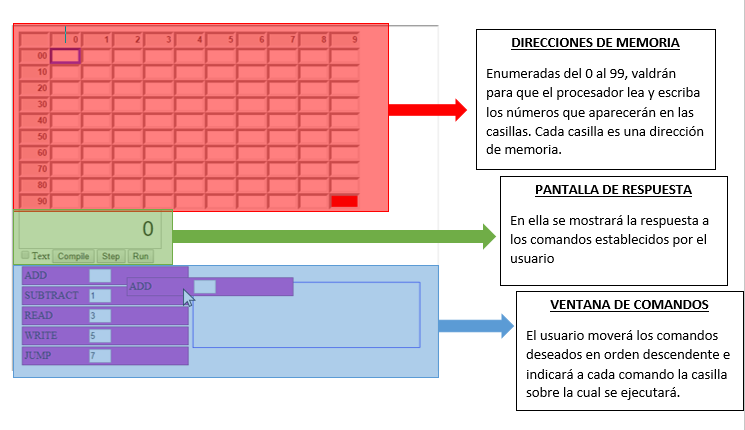 0 1 2 3 4 5 6 7 8 9
00
10
20
30
40
50
60
70
80
90
0
Text Compile Step Run
ADD
SUBTRACT 1
READ 3
WRITE 5
JUMP 7
ADD
DIRECCIONES DE MEMORIA
Enumeradas del 0 al 99, valdrán
para que el procesador lea y escriba
los números que aparecerán en las
casillas. Cada casilla es una dirección
de memoria.
PANTALLA DE RESPUESTA
En ella se mostrará la respuesta a
los comandos establecidos por el
usuario
VENTANA DE COMANDOS
El usuario moverá los comandos
deseados en orden descendente e
indicará a cada comando la casilla
sobre la cual se ejecutará.